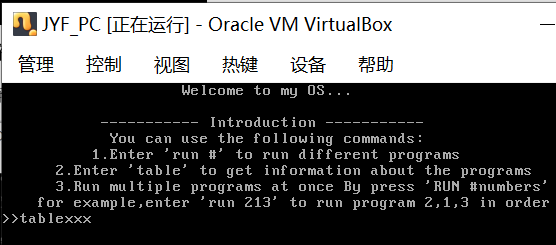 JYF_PC [正在运行] - Oracle VM VirtualBox
管理 控制 视图 热键 设备 帮助
Welcome to my OS...
----------- Introduction -----------
You can use the following commands:
1.Enter 'run #' to run different programs
2.Enter 'table' to get information about the programs
3.Run multiple programs at once By press 'RUN #numbers'
for example,enter 'run 213' to run program 2,1,3 in order
>>tablexxx